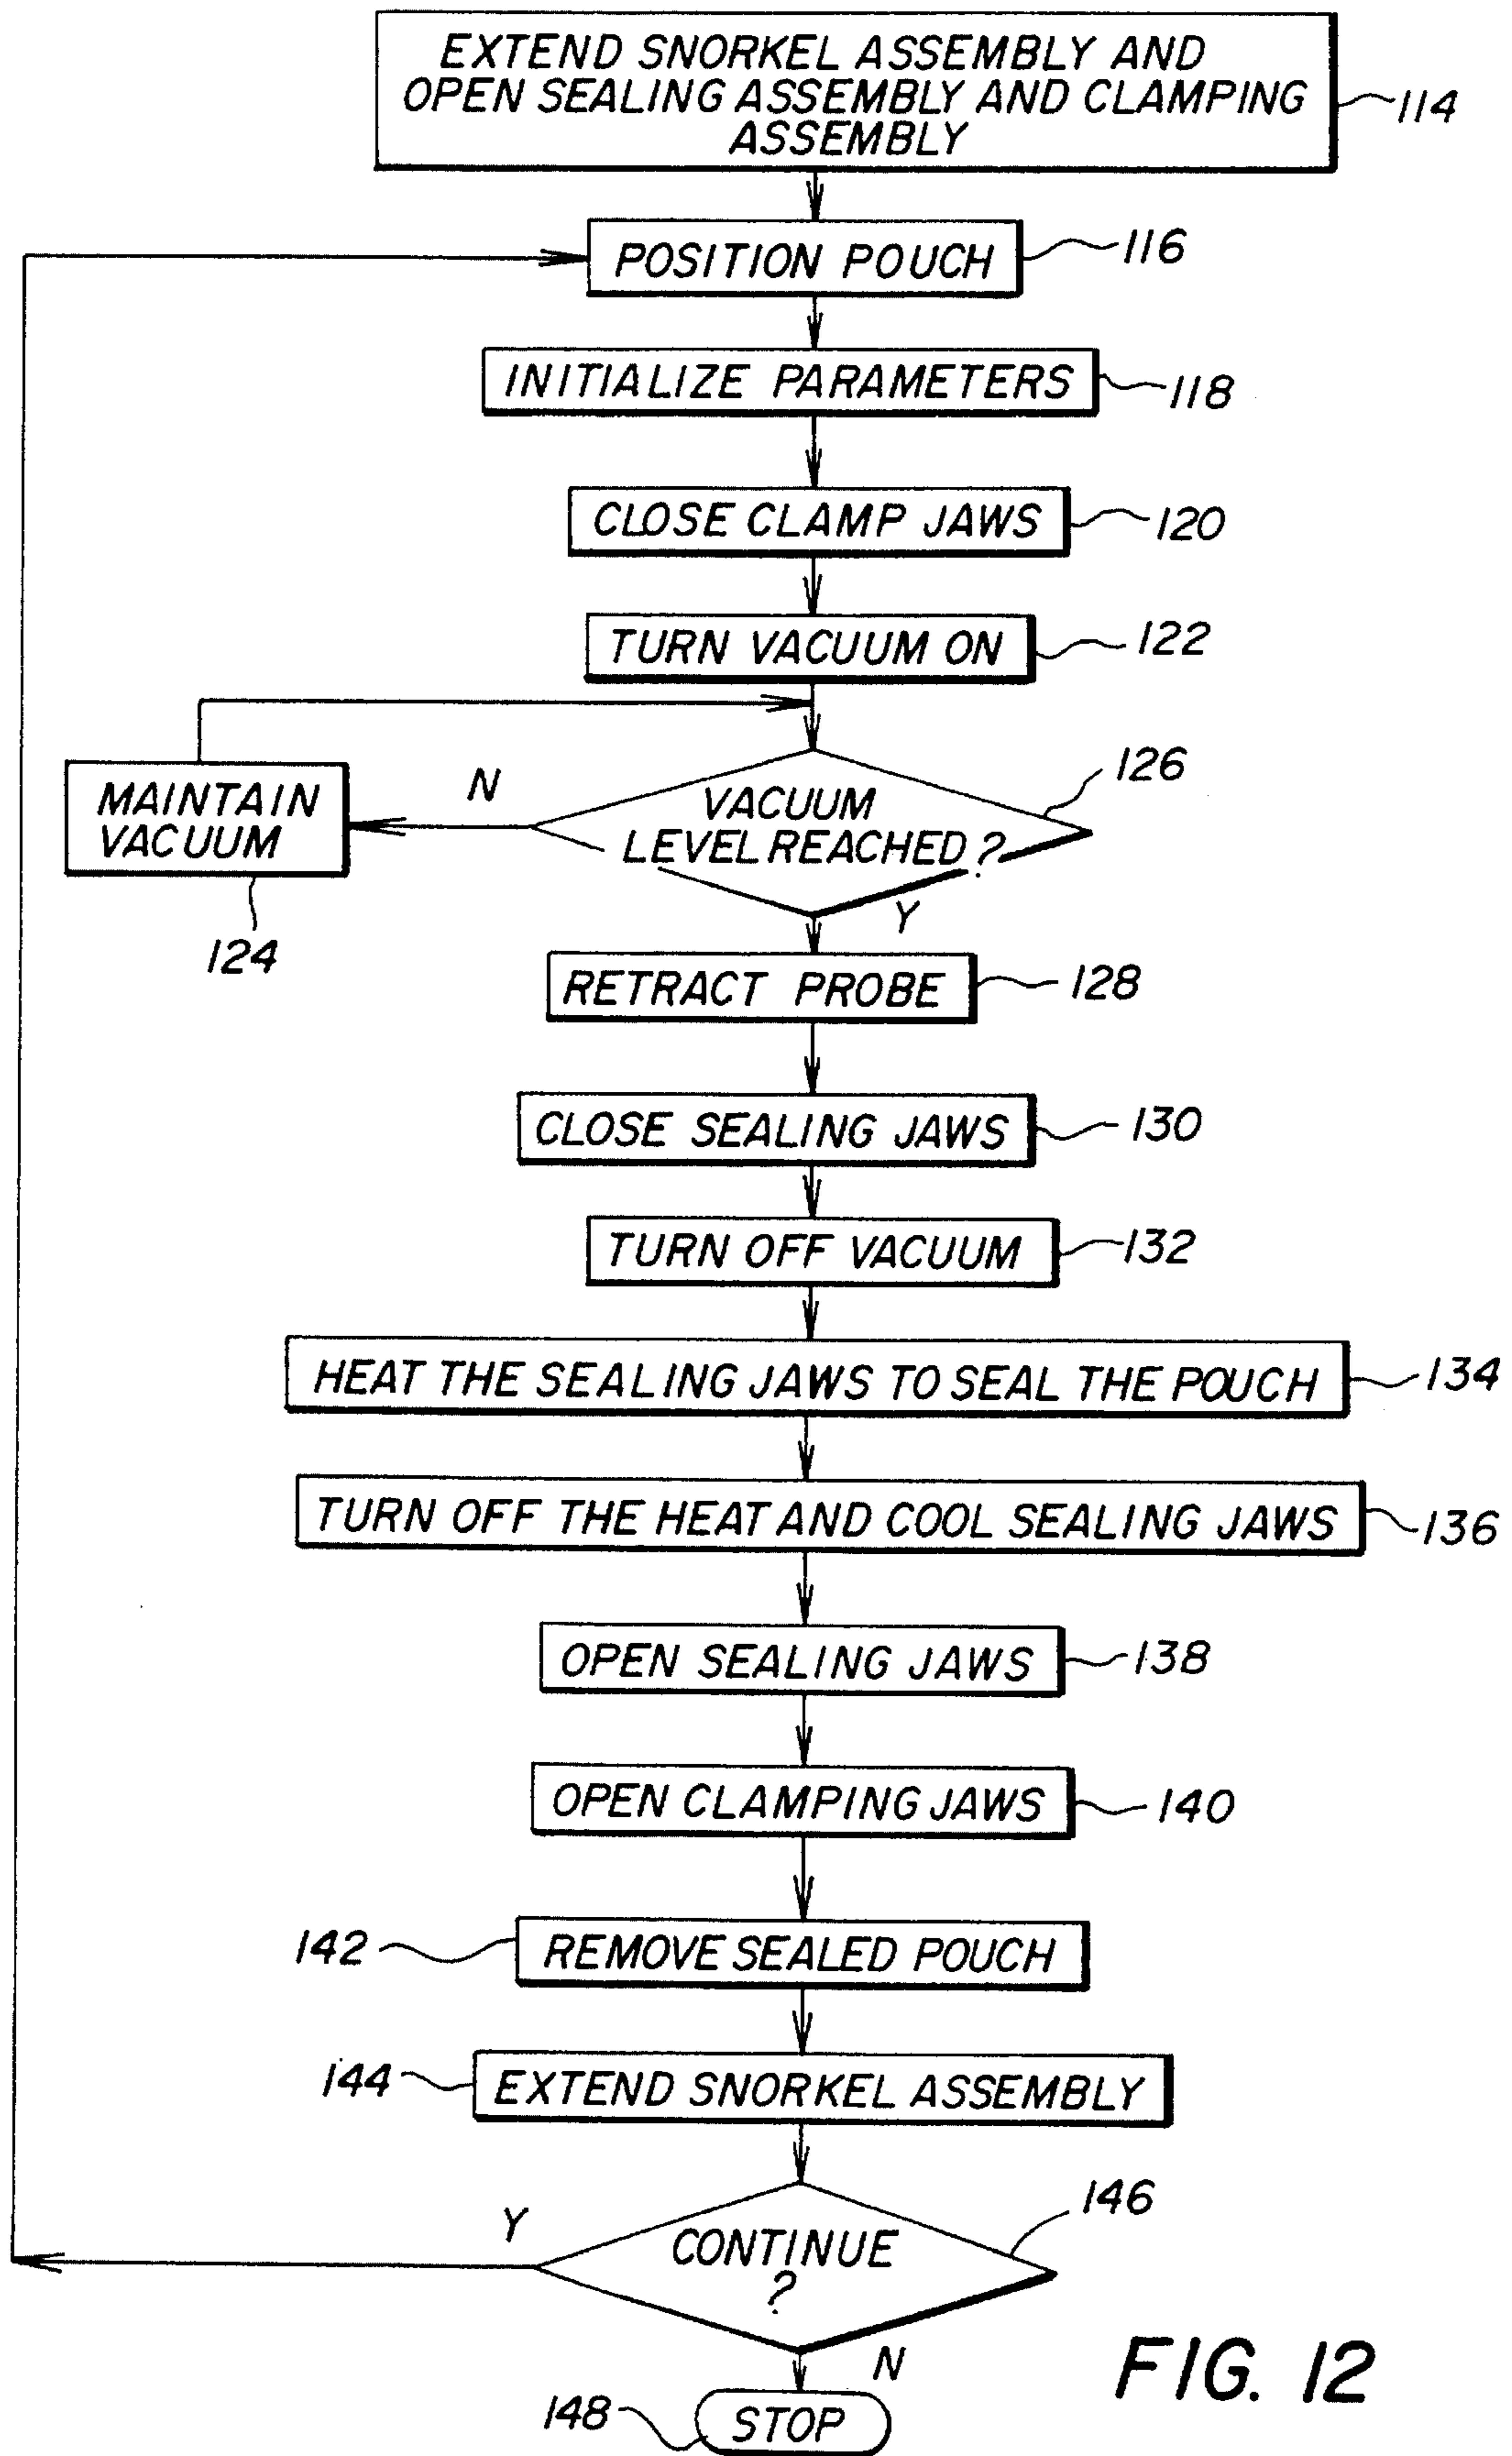 EXTEND SNORKEL ASSEMBLY AND
OPEN SEALING ASSEMBLY AND CLAMPING
ASSEMBLY
114
POSITION POUCH
116
INITIALIZE PARAMETERS
118
CLOSE CLAMP JAWS
120
TURN VACUUM ON
122
MAINTAIN
VACUUM
124
N
VACUUM
LEVEL REACHED?
126
Y
RETRACT PROBE
128
CLOSE SEALING JAWS
130
TURN OFF VACUUM
132
HEAT THE SEALING JAWS TO SEAL THE POUCH
134
TURN OFF THE HEAT AND COOL SEALING JAWS
136
OPEN SEALING JAWS
138
OPEN CLAMPING JAWS
140
142
REMOVE SEALED POUCH
144
EXTEND SNORKEL ASSEMBLY
Y
CONTINUE
?
146
N
148
STOP
FIG. 12